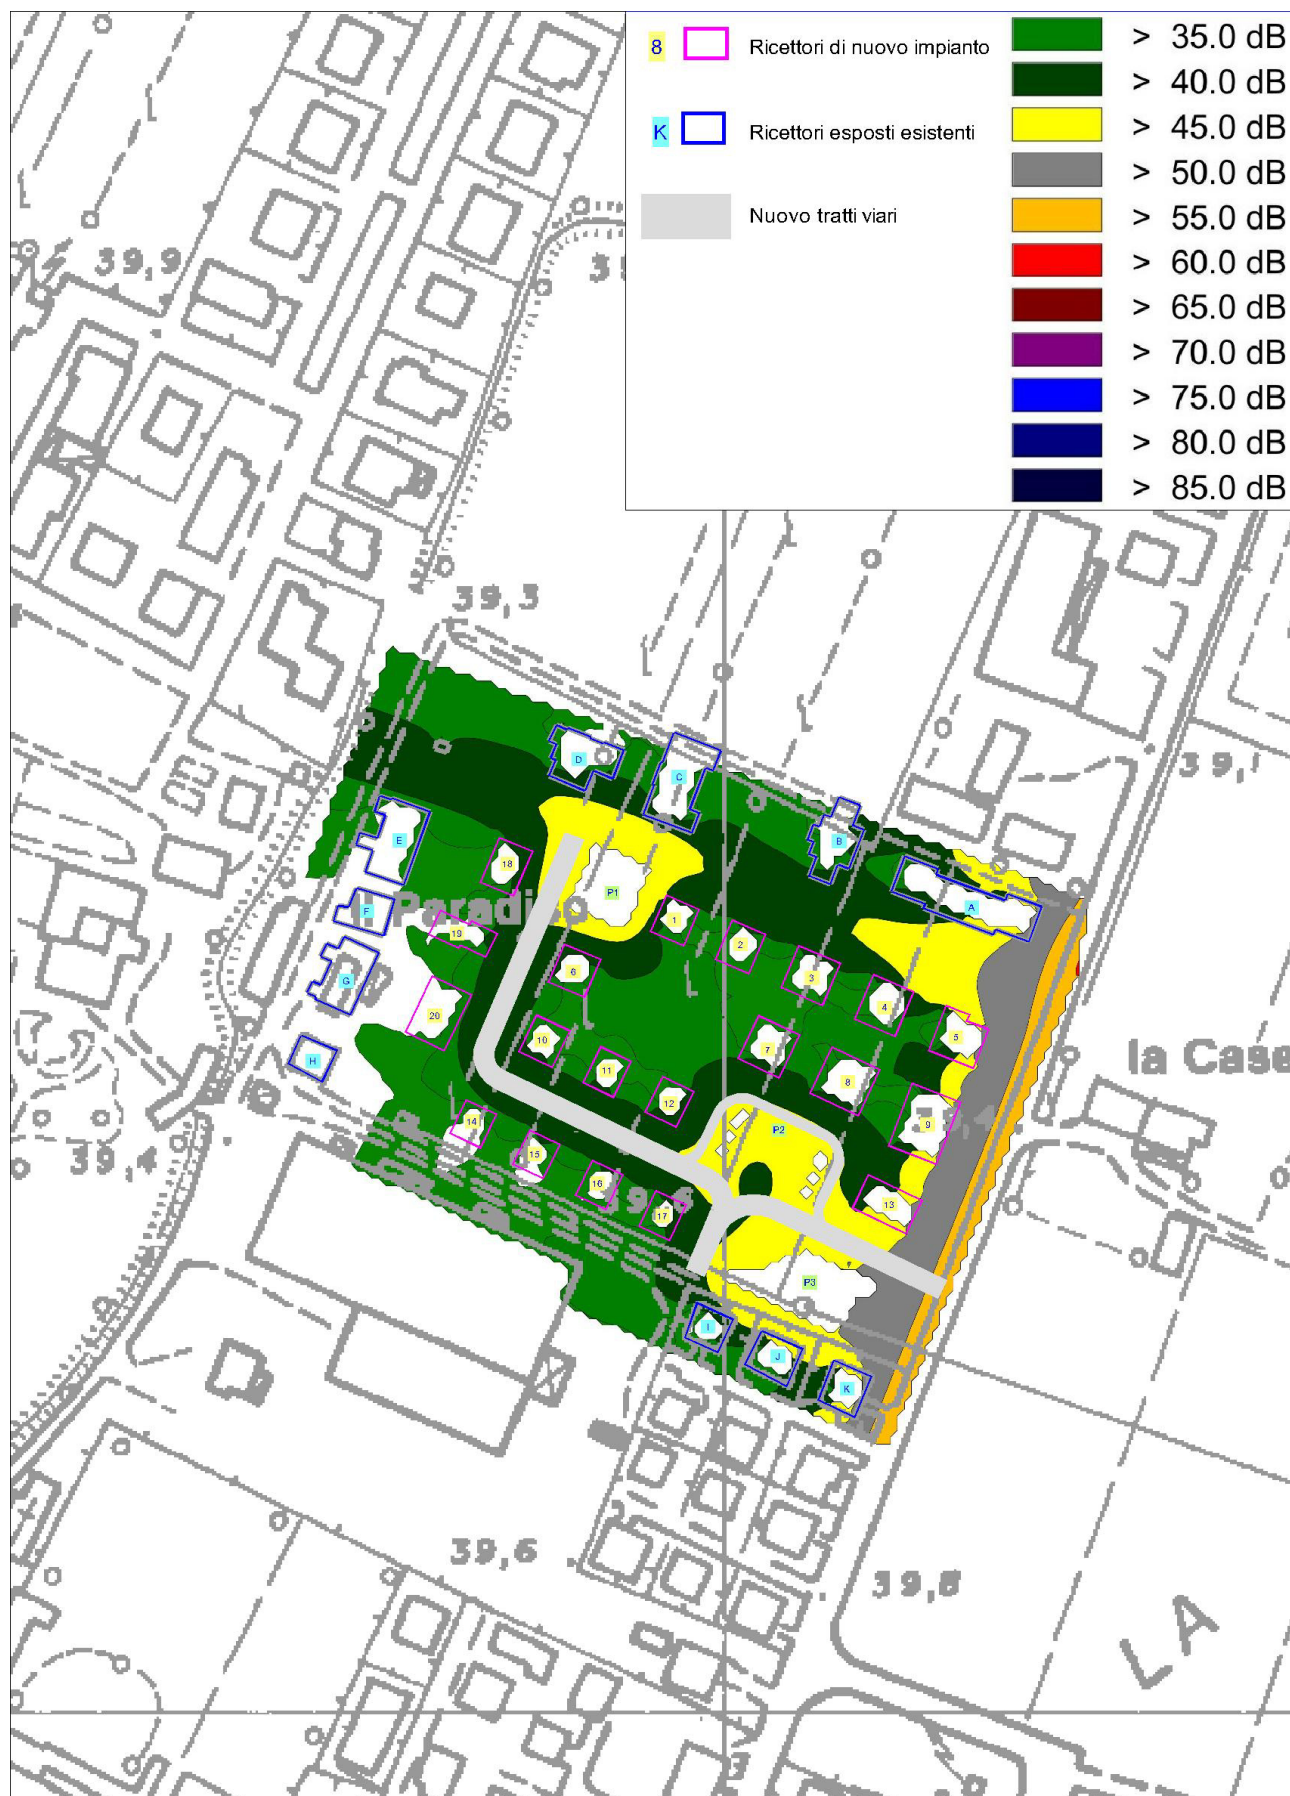 8 Ricettori di nuovo impianto
K Ricettori esposti esistenti
Nuovo tratti viari
> 35.0 dB
> 40.0 dB
> 45.0 dB
> 50.0 dB
> 55.0 dB
> 60.0 dB
> 65.0 dB
> 70.0 dB
> 75.0 dB
> 80.0 dB
> 85.0 dB
39,9
39,3
39,1
D
C
B
E
A
18
P1
F
Il Paradiso
1
19
2
6
3
G
4
20
5
10
7
la Case
H
11
8
12
14
9
P2
39,4
15
16
13
17
P3
I
J
K
39,6
39,8
LA